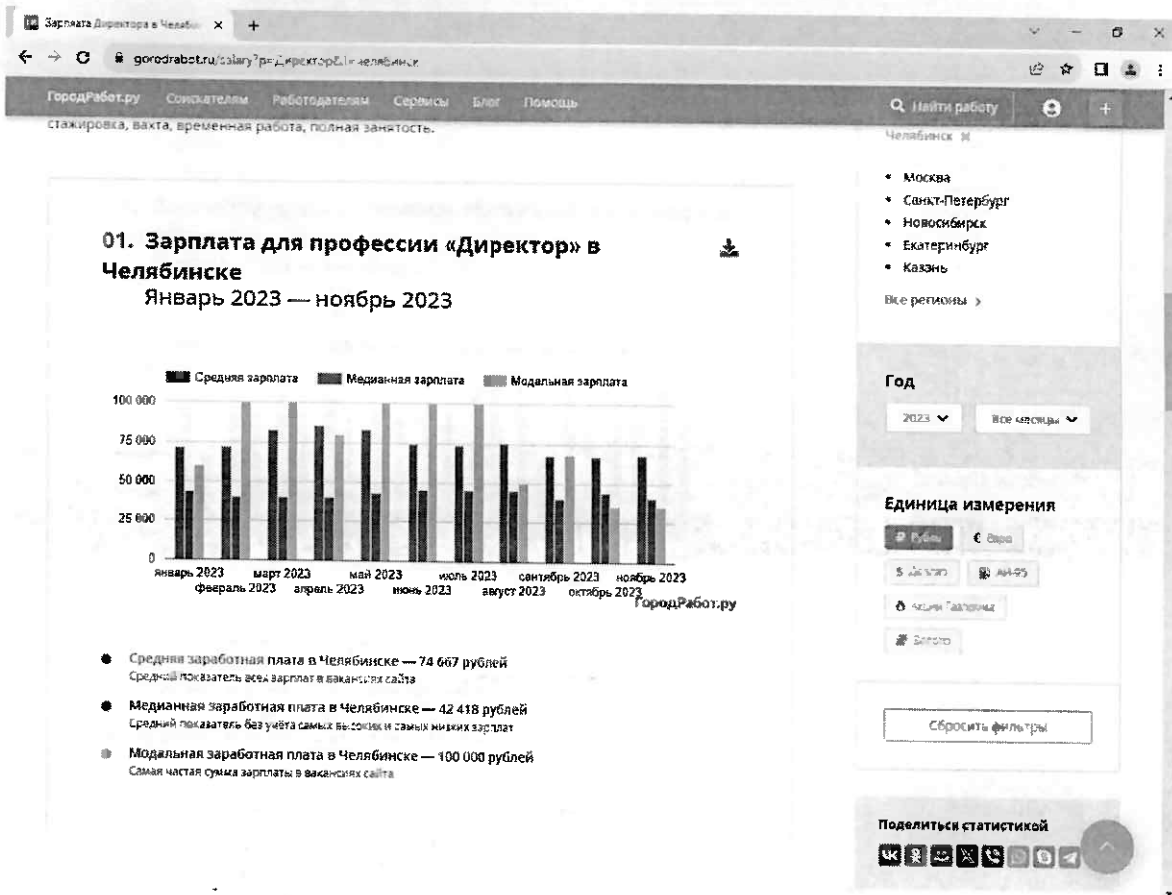 Зарплата Директора в Челябин
gorodrabot.ru/salary?p=Директор&l=челябинск
ГородРабот.ру Соискателям Работодателям Сервисы Блог Помощь
Найти работу
стажировка, вахта, временная работа, полная занятость.
Челябинск
01. Зарплата для профессии «Директор» в
Челябинске
Январь 2023 — ноябрь 2023
Средняя зарплата Медианная зарплата Модальная зарплата
100 000
75 000
50 000
25 000
0
январь 2023 март 2023 май 2023 июль 2023 сентябрь 2023 ноябрь 2023
февраль 2023 апрель 2023 июнь 2023 август 2023 октябрь 2023
ГородРабот.ру
Средняя заработная плата в Челябинске — 74 667 рублей
Средний показатель всех зарплат в вакансиях сайта
Медианная заработная плата в Челябинске — 42 418 рублей
Средний показатель без учёта самых высоких и самых низких зарплат
Модальная заработная плата в Челябинске — 100 000 рублей
Самая частая сумма зарплаты в вакансиях сайта
Москва
Санкт-Петербург
Новосибирск
Екатеринбург
Казань
Все регионы
Год
2023 Все месяцы
Единица измерения
Рубли € Евро
$ АИ-95
Сбросить фильтры
Поделиться статистикой